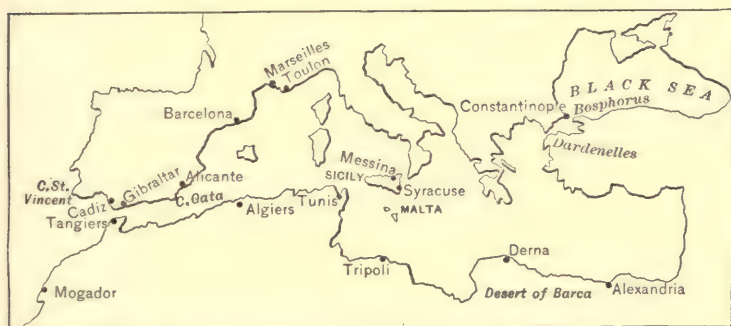 Marseilles
Toulon
BLACK SEA
Constantinople
Bosphorus
Barcelona
Dardenelles
Messina
SICILY
Syracuse
C.St.
Vincent
Gibraltar
Alicante
Cadiz
C.Gata
Tangiers
Algiers
Tunis
MALTA
Tripoli
Derna
Mogador
Desert of Barca
Alexandria